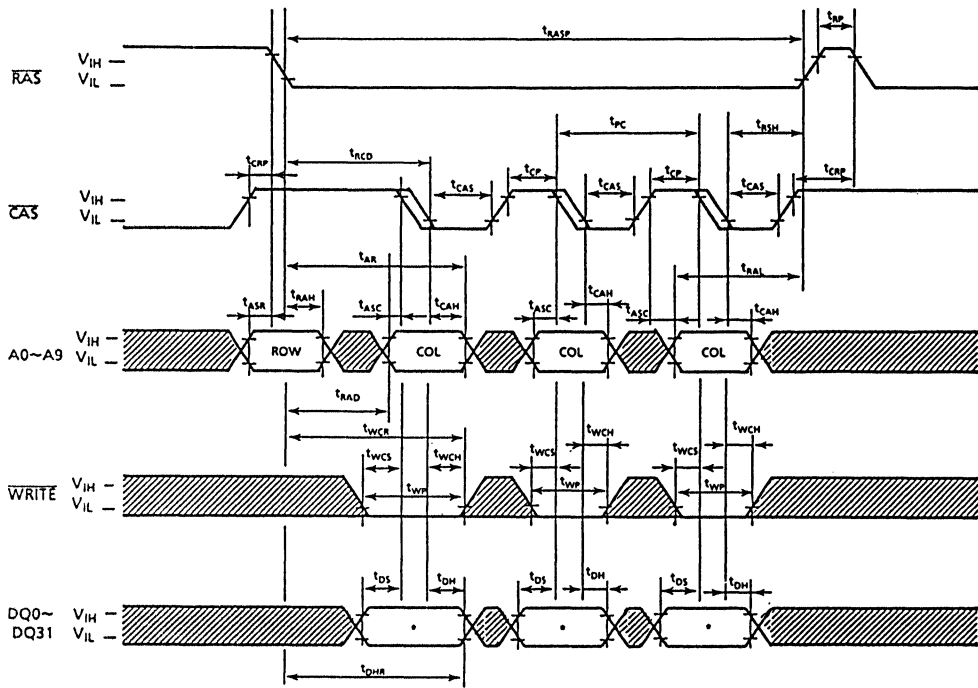 tRP
tRASP
VIH
RAS
VIL
tPC
tRSH
tRCD
tCRP
tCP
tCP
tCRP
tCAS
tCAS
tCAS
VIH
CAS
VIL
tAR
tRAL
tASR
tRAH
tASC
tCAH
tASC
tCAH
tASC
tCAH
VIH
A0~A9
ROW
COL
COL
COL
VIL
tRAD
tWCR
tWCH
tWCH
tWCS
tWCH
tWCS
tWCS
VIH
WRITE
tWP
tWP
tWP
VIL
tDS
tDH
tDS
tDH
tDS
tDH
DQ0~ VIH
DQ31 VIL
* * *
tDHR